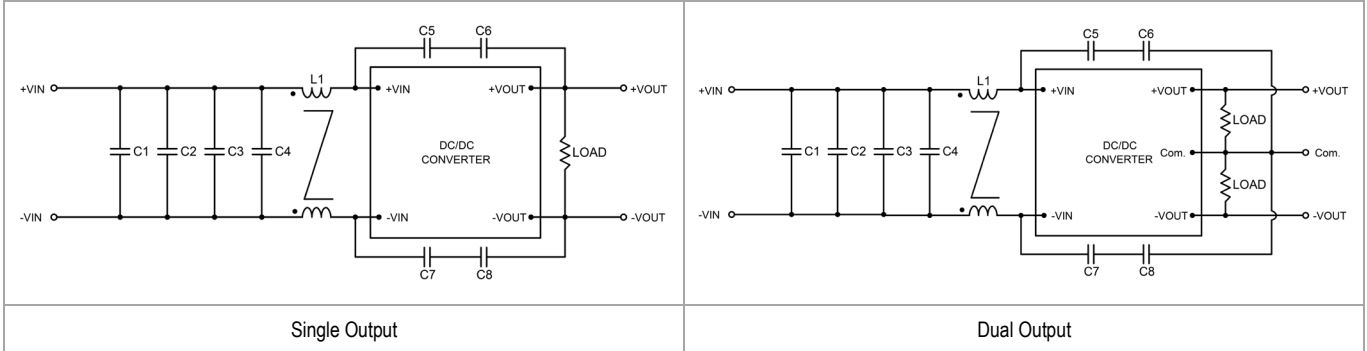 C5 C6
L1
+VIN +VIN +VOUT +VOUT
C1 C2 C3 C4
DC/DC
CONVERTER
LOAD
-VIN -VIN -VOUT -VOUT
C7 C8
Single Output
C5 C6
L1
+VIN +VIN +VOUT +VOUT
LOAD
C1 C2 C3 C4
DC/DC
CONVERTER
Com. Com.
LOAD
-VIN -VIN -VOUT -VOUT
C7 C8
Dual Output